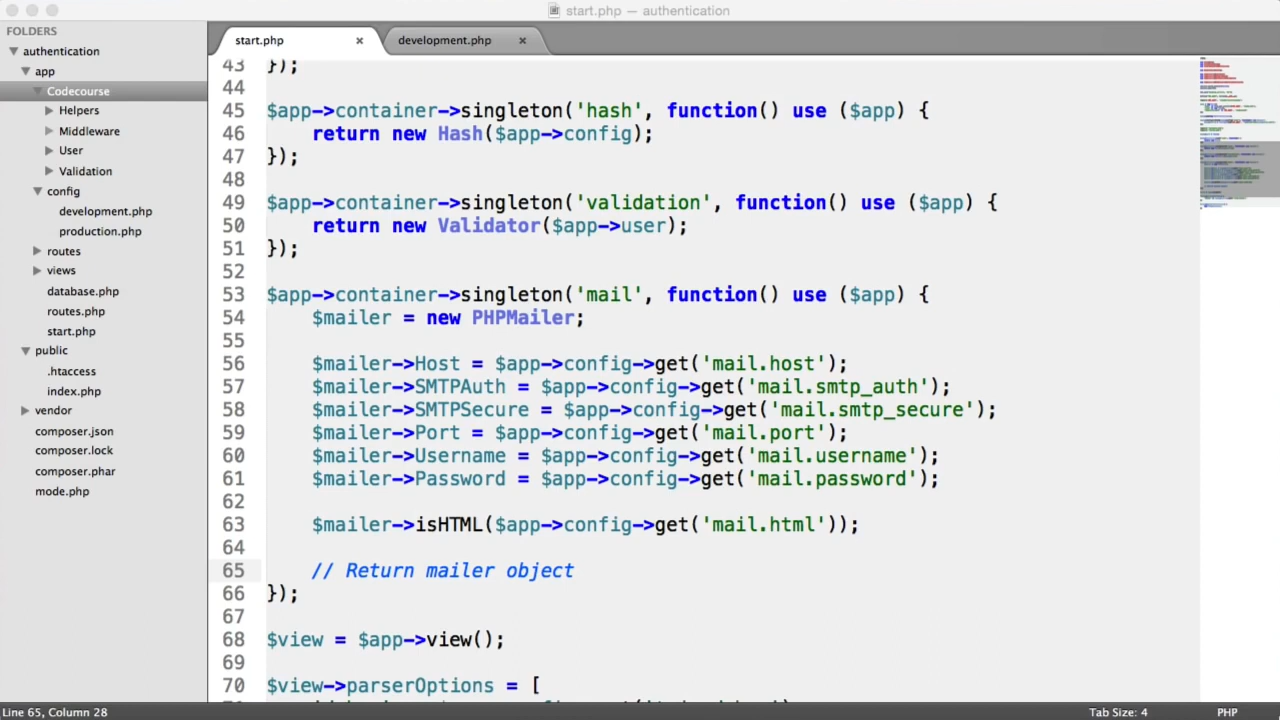 start.php — authentication
FOLDERS
authentication
app
Codecourse
Helpers
Middleware
User
Validation
config
development.php
production.php
routes
views
database.php
routes.php
start.php
public
.htaccess
index.php
vendor
composer.json
composer.lock
composer.phar
mode.php
start.php × development.php ×
43 });
44
45 $app->container->singleton('hash', function() use ($app) {
46 return new Hash($app->config);
47 });
48
49 $app->container->singleton('validation', function() use ($app) {
50 return new Validator($app->user);
51 });
52
53 $app->container->singleton('mail', function() use ($app) {
54 $mailer = new PHPMailer;
55
56 $mailer->Host = $app->config->get('mail.host');
57 $mailer->SMTPAuth = $app->config->get('mail.smtp_auth');
58 $mailer->SMTPSecure = $app->config->get('mail.smtp_secure');
59 $mailer->Port = $app->config->get('mail.port');
60 $mailer->Username = $app->config->get('mail.username');
61 $mailer->Password = $app->config->get('mail.password');
62
63 $mailer->isHTML($app->config->get('mail.html'));
64
65 // Return mailer object
66 });
67
68 $view = $app->view();
69
70 $view->parserOptions = [
Line 65, Column 28 Tab Size: 4 PHP